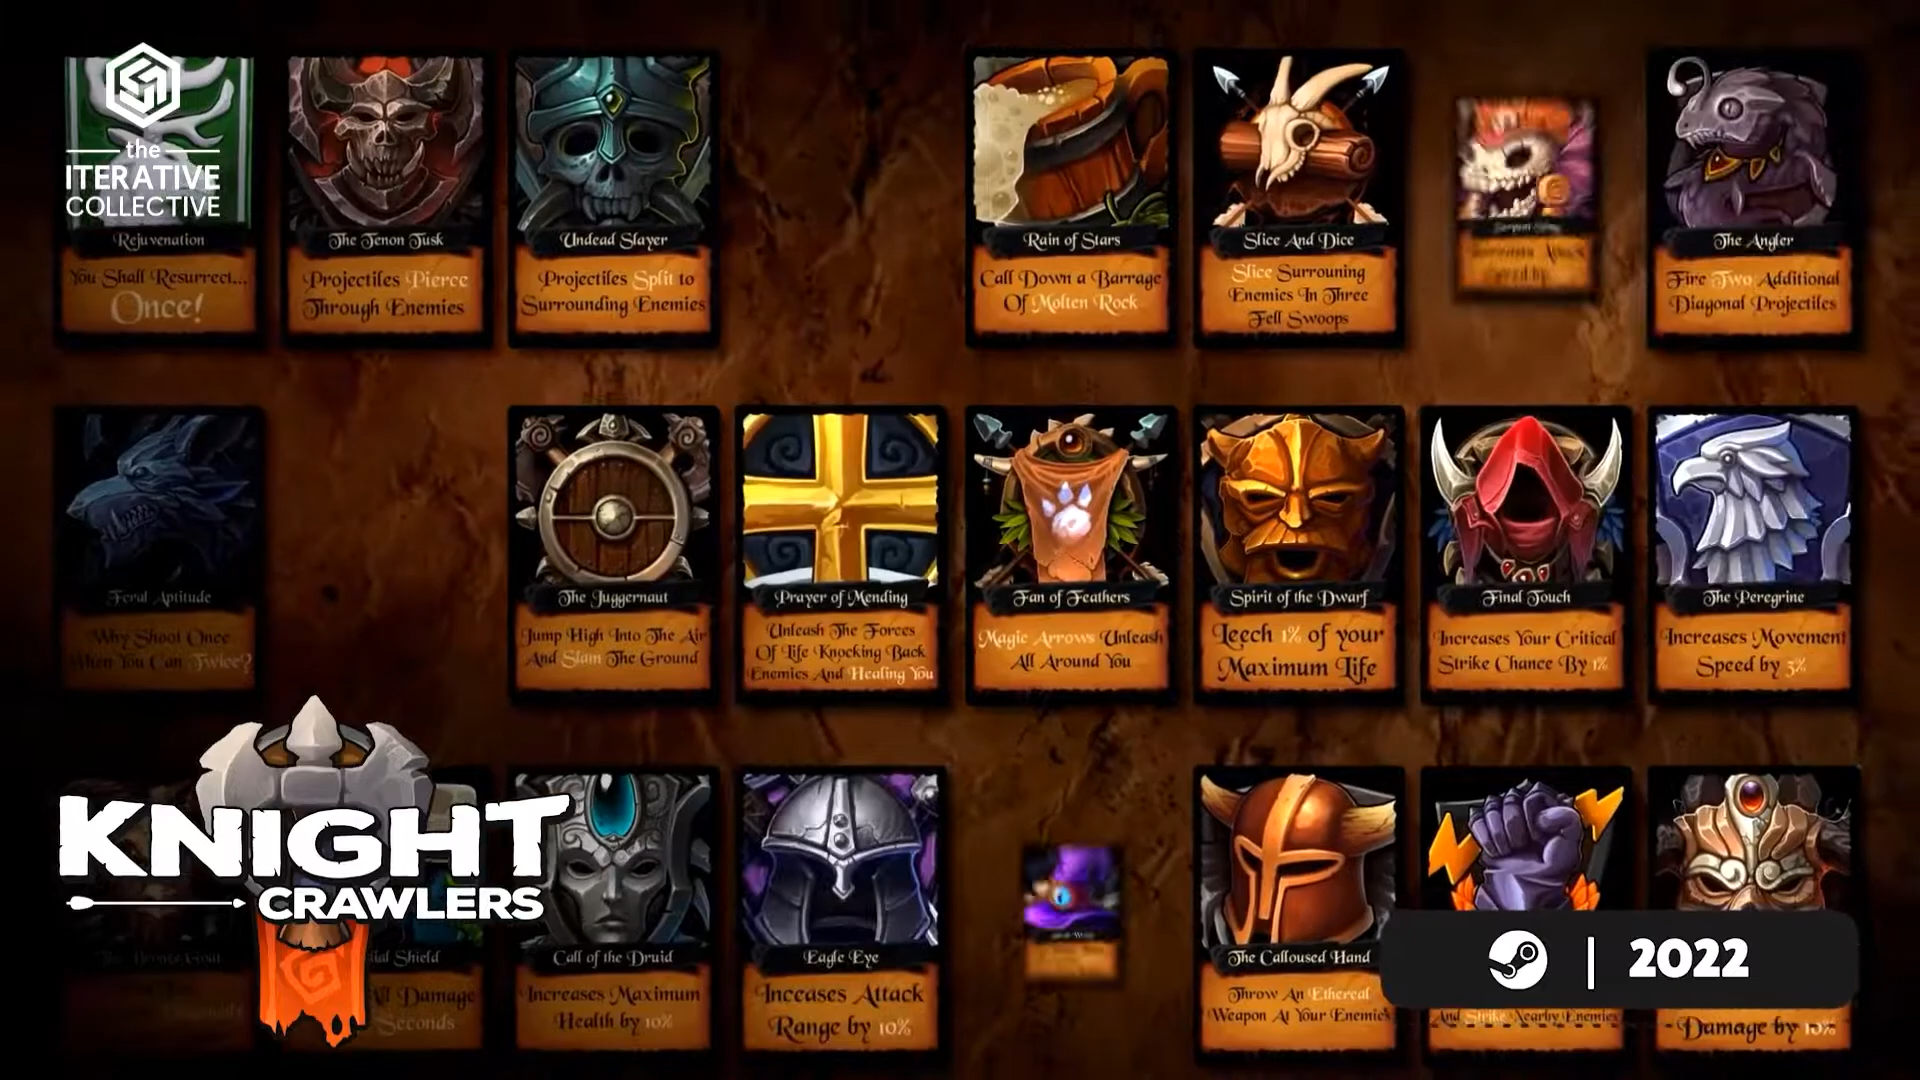 the
ITERATIVE
COLLECTIVE
Rejuvenation
You Shall Resurrect...
Once!
The Tenon Tusk
Projectiles Pierce
Through Enemies
Undead Slayer
Projectiles Split to
Surrounding Enemies
Rain of Stars
Call Down a Barrage
Of Molten Rock
Slice And Dice
Slice Surrouning
Enemies In Three
Fell Swoops
The Angler
Fire Two Additional
Diagonal Projectiles
Feral Aptitude
Why Shoot Once
When You Can Twice?
The Juggernaut
Jump High Into The Air
And Slam The Ground
Prayer of Mending
Unleash The Forces
Of Life Knocking Back
Enemies And Healing You
Fan of Feathers
Magic Arrows Unleash
All Around You
Spirit of the Dwarf
Leech 1% of your
Maximum Life
Final Touch
Increases Your Critical
Strike Chance By 1%
The Peregrine
Increases Movement
Speed by 3%
KNIGHT
CRAWLERS
Shield
All Damage
Seconds
Call of the Druid
Increases Maximum
Health by 10%
Eagle Eye
Inceases Attack
Range by 10%
The Calloused Hand
Throw An Ethereal
Weapon At Your Enemies
And Strike Nearby Enemies
Damage by 10%
2022